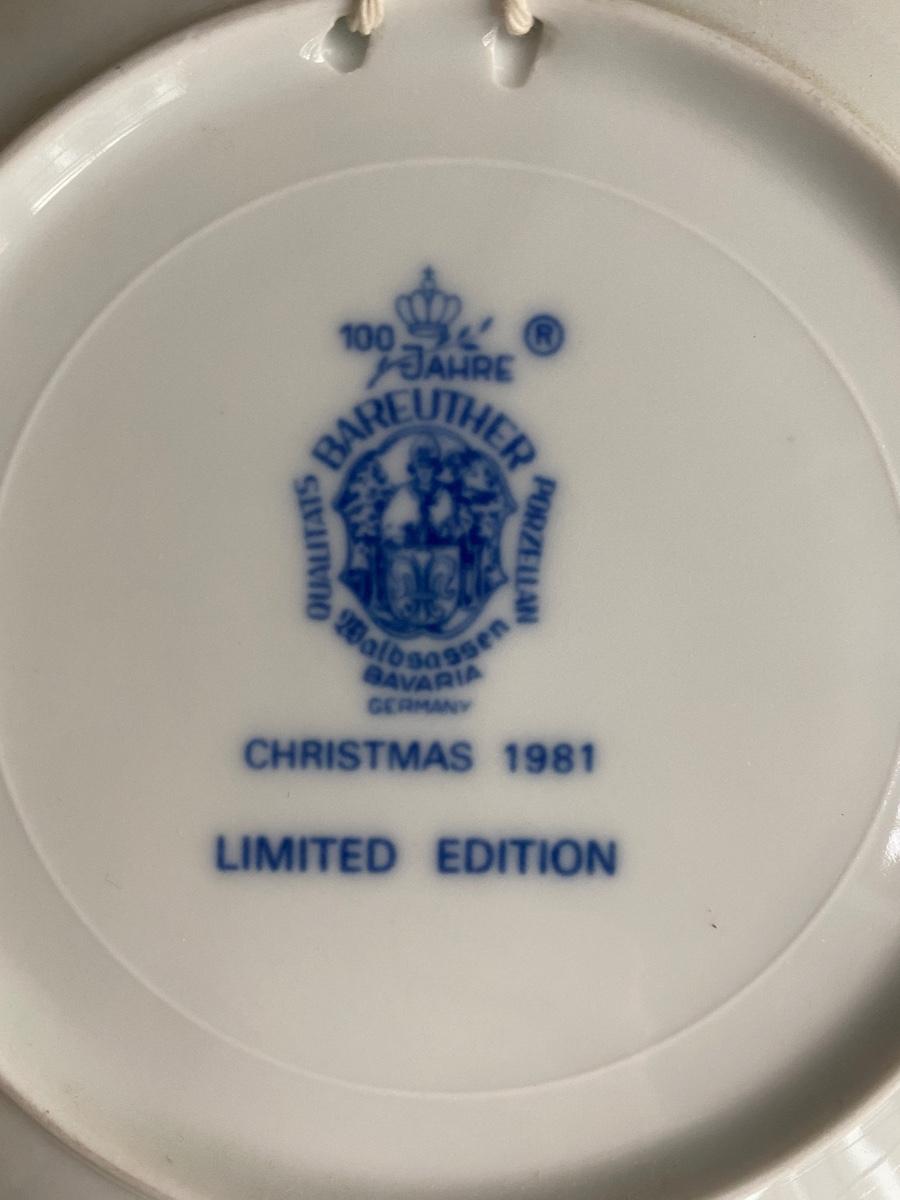 100
JAHRE ®
BAREUTHER
QUALITÄTS
PORZELLAN
Waldsassen
BAVARIA
GERMANY
CHRISTMAS 1981
LIMITED EDITION